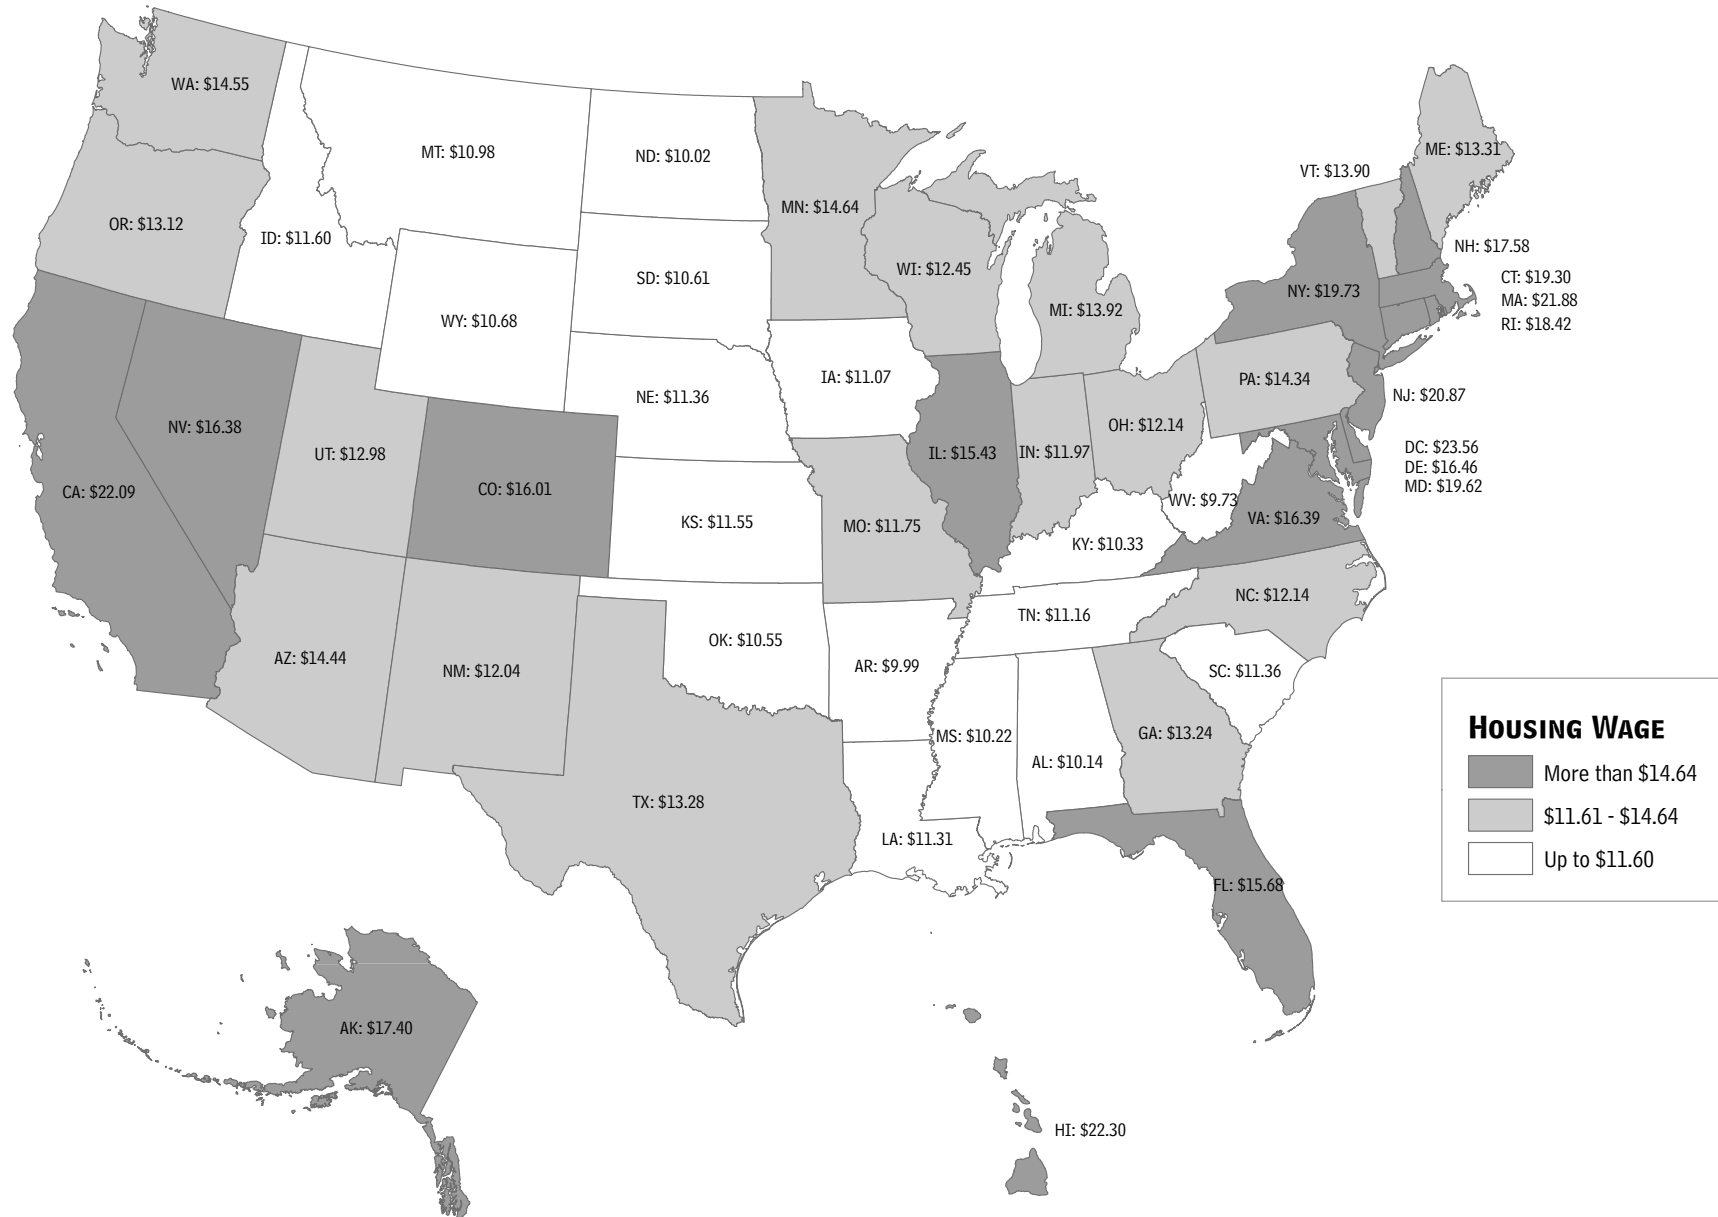 WA: $14.55
MT: $10.98
ND: $10.02
ME: $13.31
VT: $13.90
MN: $14.64
OR: $13.12
ID: $11.60
NH: $17.58
WI: $12.45
SD: $10.61
CT: $19.30
NY: $19.73
MA: $21.88
MI: $13.92
WY: $10.68
RI: $18.42
IA: $11.07
PA: $14.34
NE: $11.36
NJ: $20.87
NV: $16.38
OH: $12.14
UT: $12.98
IL: $15.43
IN: $11.97
DC: $23.56
DE: $16.46
MD: $19.62
CA: $22.09
CO: $16.01
WV: $9.73
VA: $16.39
KS: $11.55
MO: $11.75
KY: $10.33
NC: $12.14
TN: $11.16
OK: $10.55
AZ: $14.44
NM: $12.04
AR: $9.99
SC: $11.36
MS: $10.22
GA: $13.24
AL: $10.14
TX: $13.28
LA: $11.31
FL: $15.68
AK: $17.40
HI: $22.30
HOUSING WAGE
More than $14.64
$11.61 - $14.64
Up to $11.60